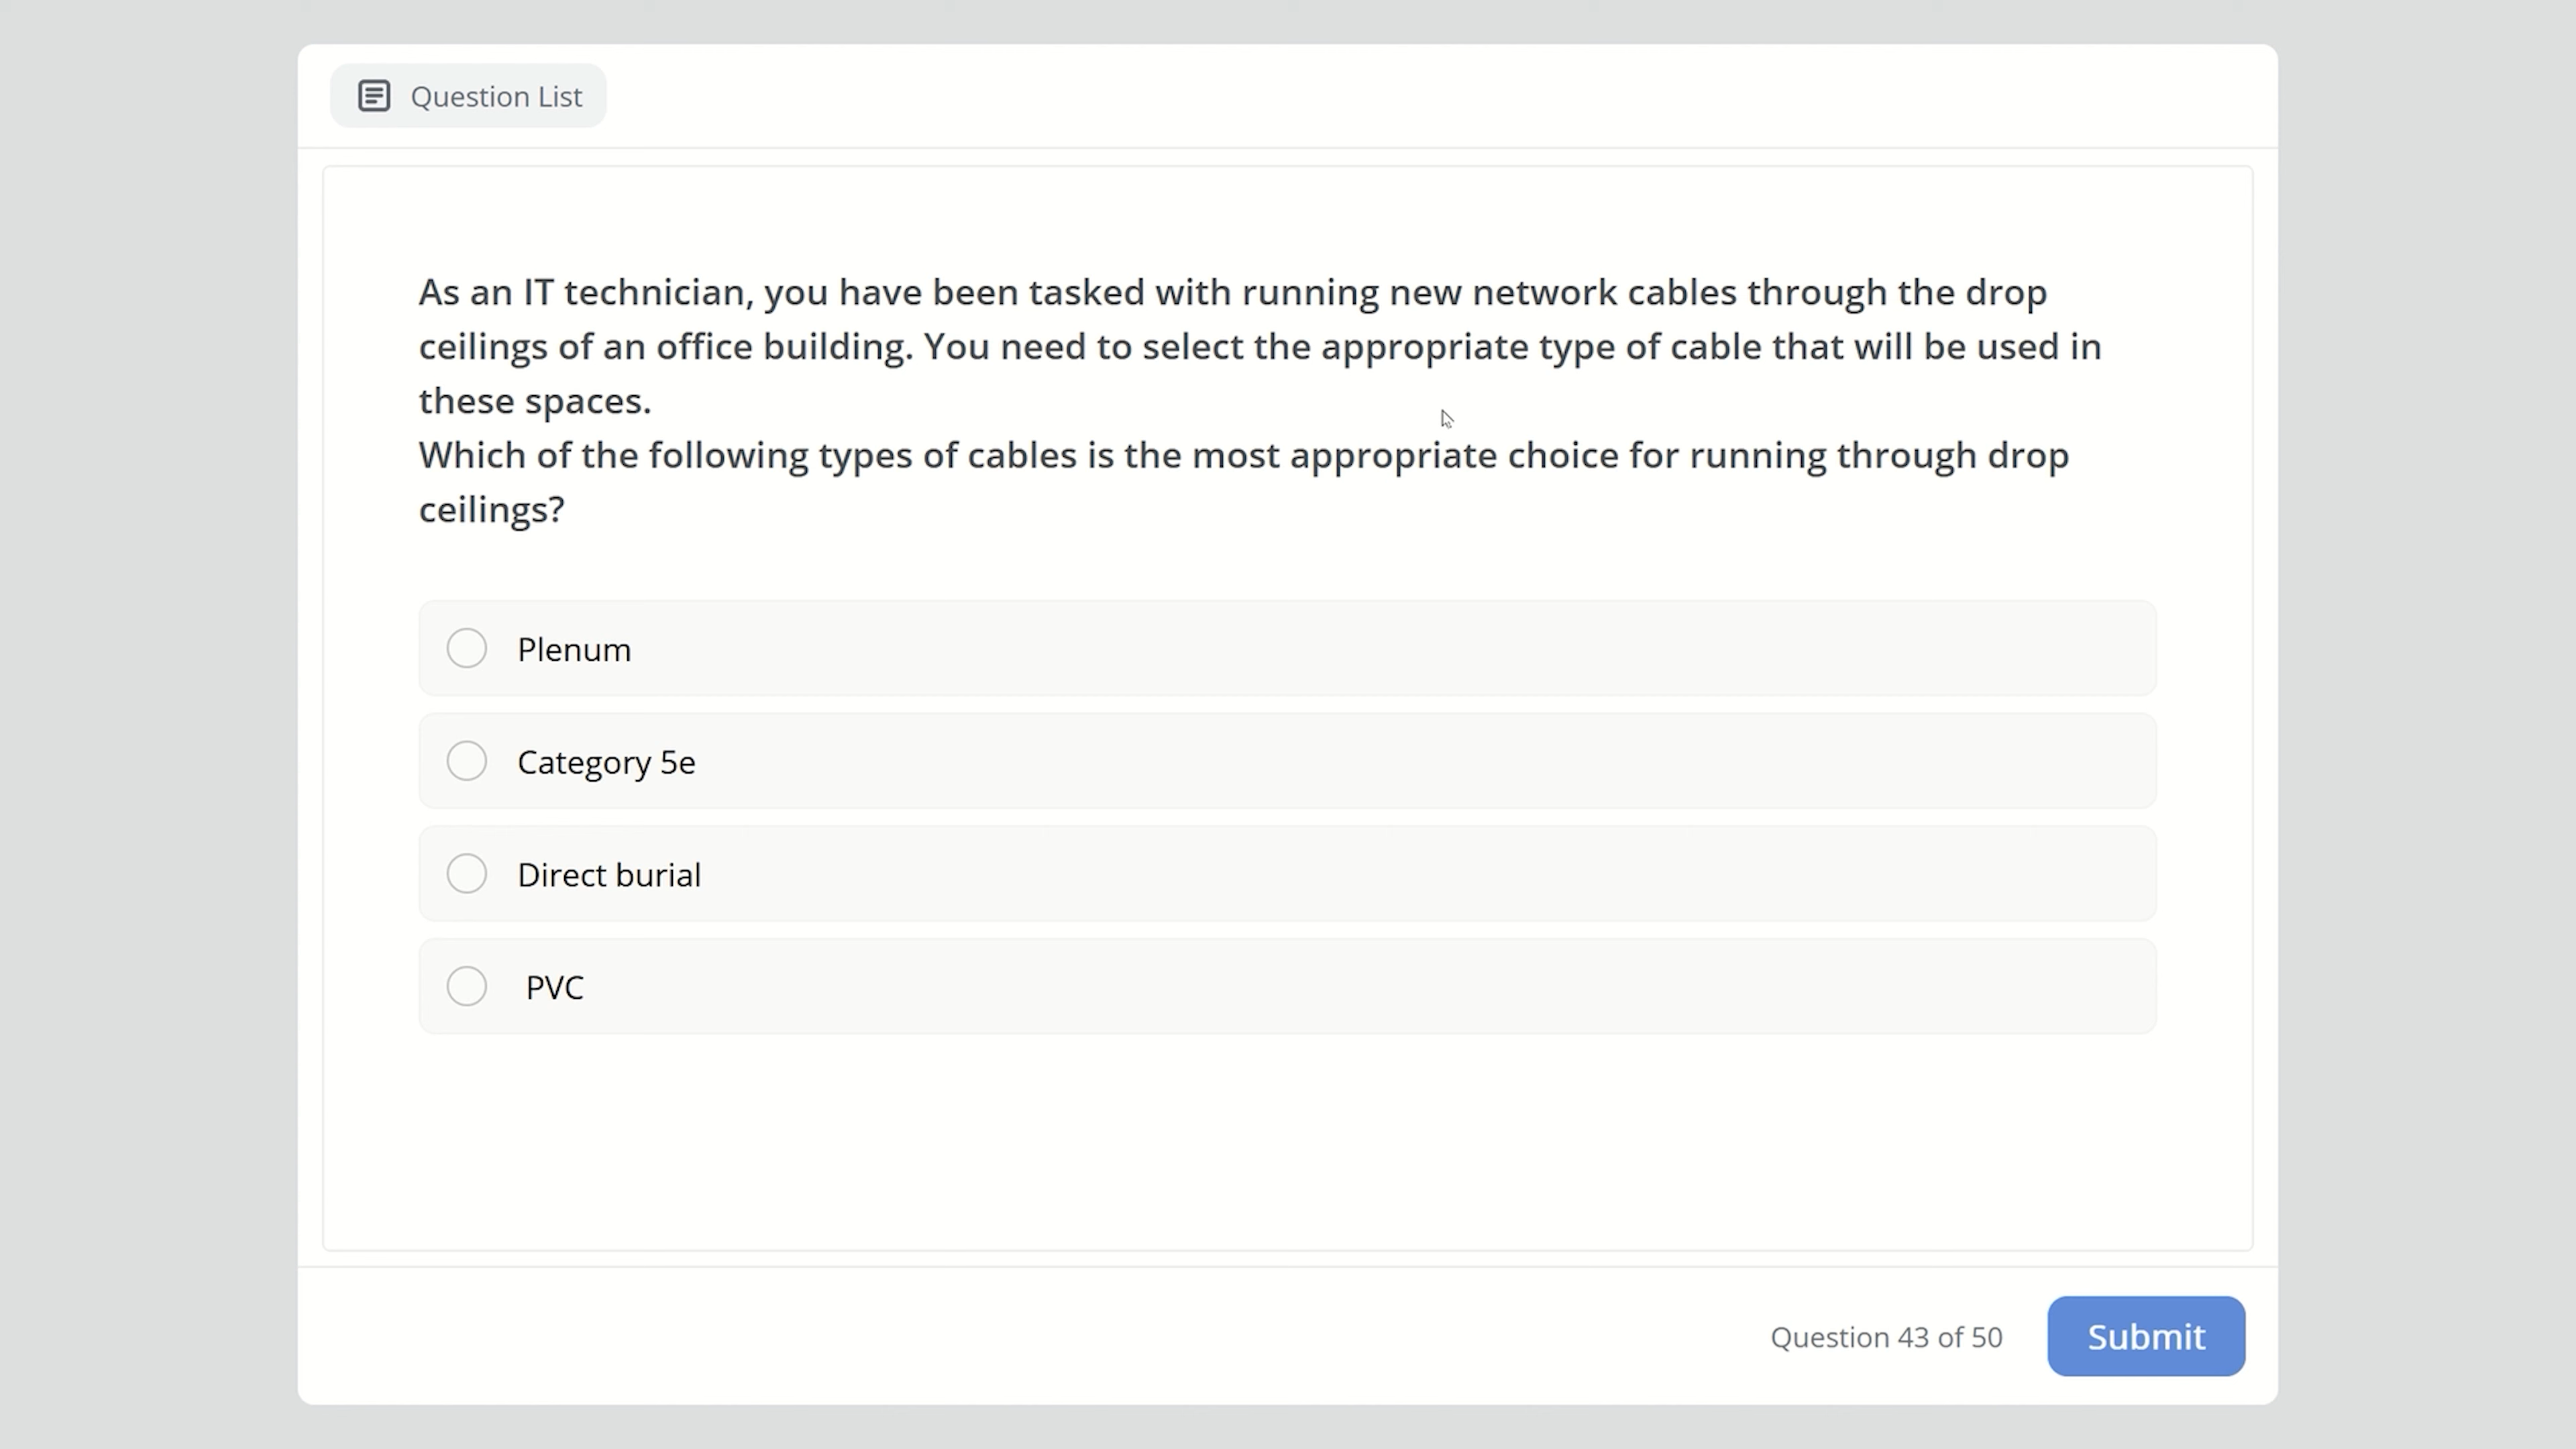 Question List
As an IT technician, you have been tasked with running new network cables through the drop
ceilings of an office building. You need to select the appropriate type of cable that will be used in
these spaces.
Which of the following types of cables is the most appropriate choice for running through drop
ceilings?
Plenum
Category 5e
Direct burial
PVC
Question 43 of 50
Submit